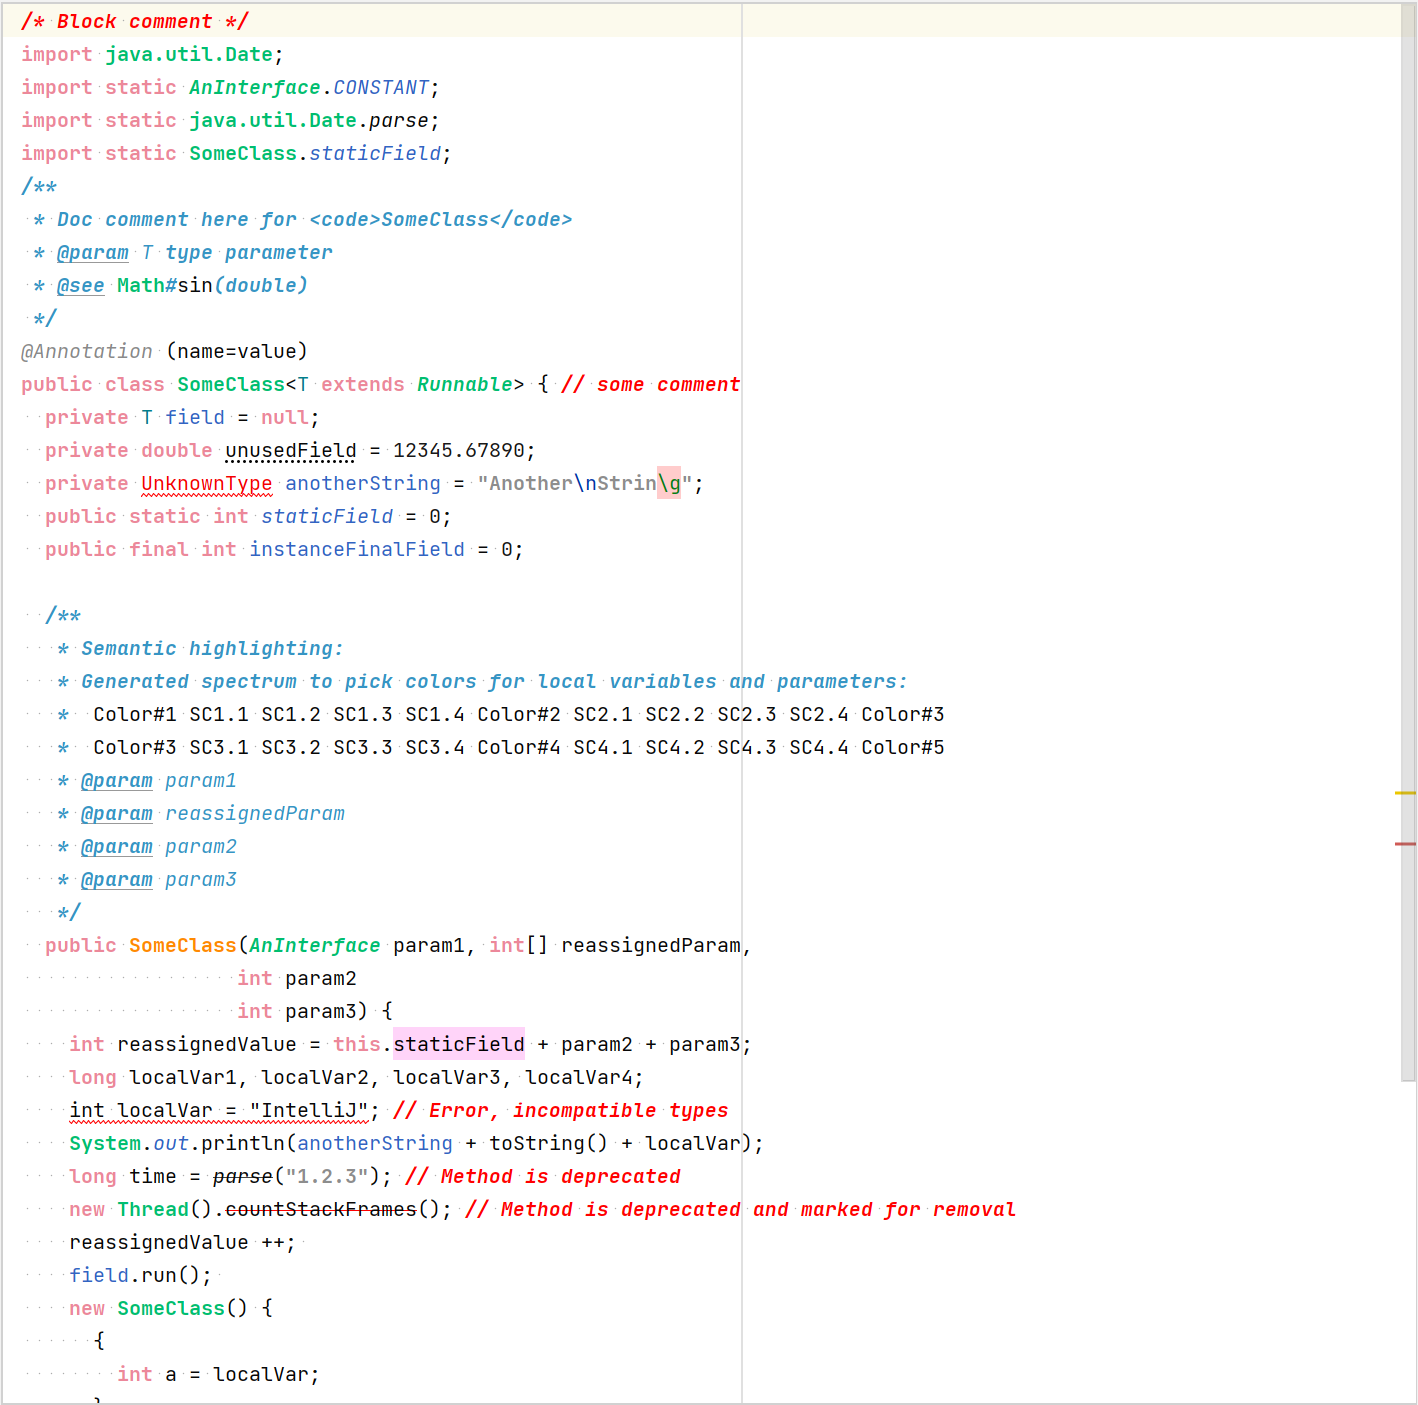 /* Block comment */
import java.util.Date;
import static AnInterface.CONSTANT;
import static java.util.Date.parse;
import static SomeClass.staticField;
/**
 * Doc comment here for <code>SomeClass</code>
 * @param T type parameter
 * @see Math#sin(double)
 */
@Annotation (name=value)
public class SomeClass<T extends Runnable> { // some comment
  private T field = null;
  private double unusedField = 12345.67890;
  private UnknownType anotherString = "Another\nStrin\g";
  public static int staticField = 0;
  public final int instanceFinalField = 0;

  /**
   * Semantic highlighting:
   * Generated spectrum to pick colors for local variables and parameters:
   *  Color#1 SC1.1 SC1.2 SC1.3 SC1.4 Color#2 SC2.1 SC2.2 SC2.3 SC2.4 Color#3
   *  Color#3 SC3.1 SC3.2 SC3.3 SC3.4 Color#4 SC4.1 SC4.2 SC4.3 SC4.4 Color#5
   * @param param1
   * @param reassignedParam
   * @param param2
   * @param param3
   */
  public SomeClass(AnInterface param1, int[] reassignedParam,
                  int param2
                  int param3) {
    int reassignedValue = this.staticField + param2 + param3;
    long localVar1, localVar2, localVar3, localVar4;
    int localVar = "IntelliJ"; // Error, incompatible types
    System.out.println(anotherString + toString() + localVar);
    long time = parse("1.2.3"); // Method is deprecated
    new Thread().countStackFrames(); // Method is deprecated and marked for removal
    reassignedValue ++;
    field.run();
    new SomeClass() {
      {
        int a = localVar;
      }